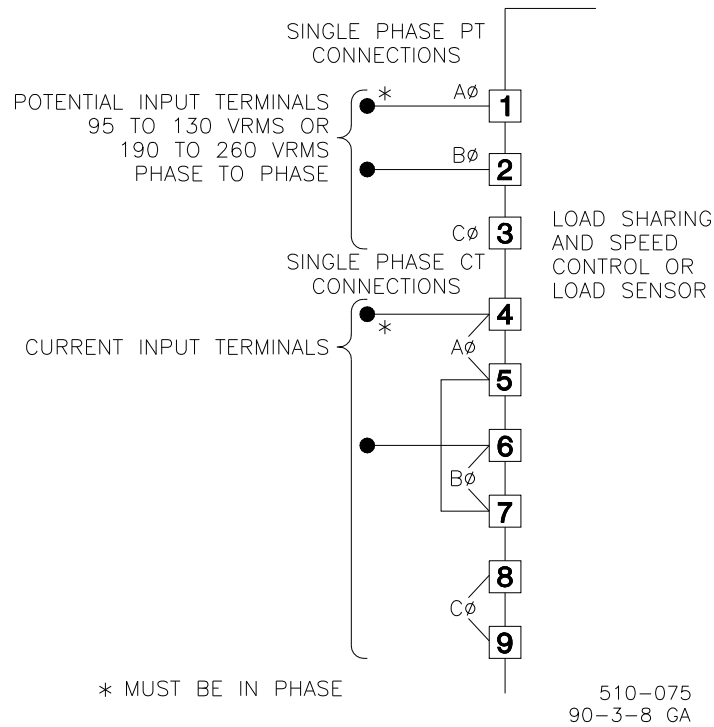 SINGLE PHASE PT
CONNECTIONS
POTENTIAL INPUT TERMINALS
95 TO 130 VRMS OR
190 TO 260 VRMS
PHASE TO PHASE
*
AØ
1
BØ
2
CØ
3
LOAD SHARING
AND SPEED
CONTROL OR
LOAD SENSOR
SINGLE PHASE CT
CONNECTIONS
CURRENT INPUT TERMINALS
*
4
AØ
5
6
BØ
7
8
CØ
9
* MUST BE IN PHASE
510-075
90-3-8 GA